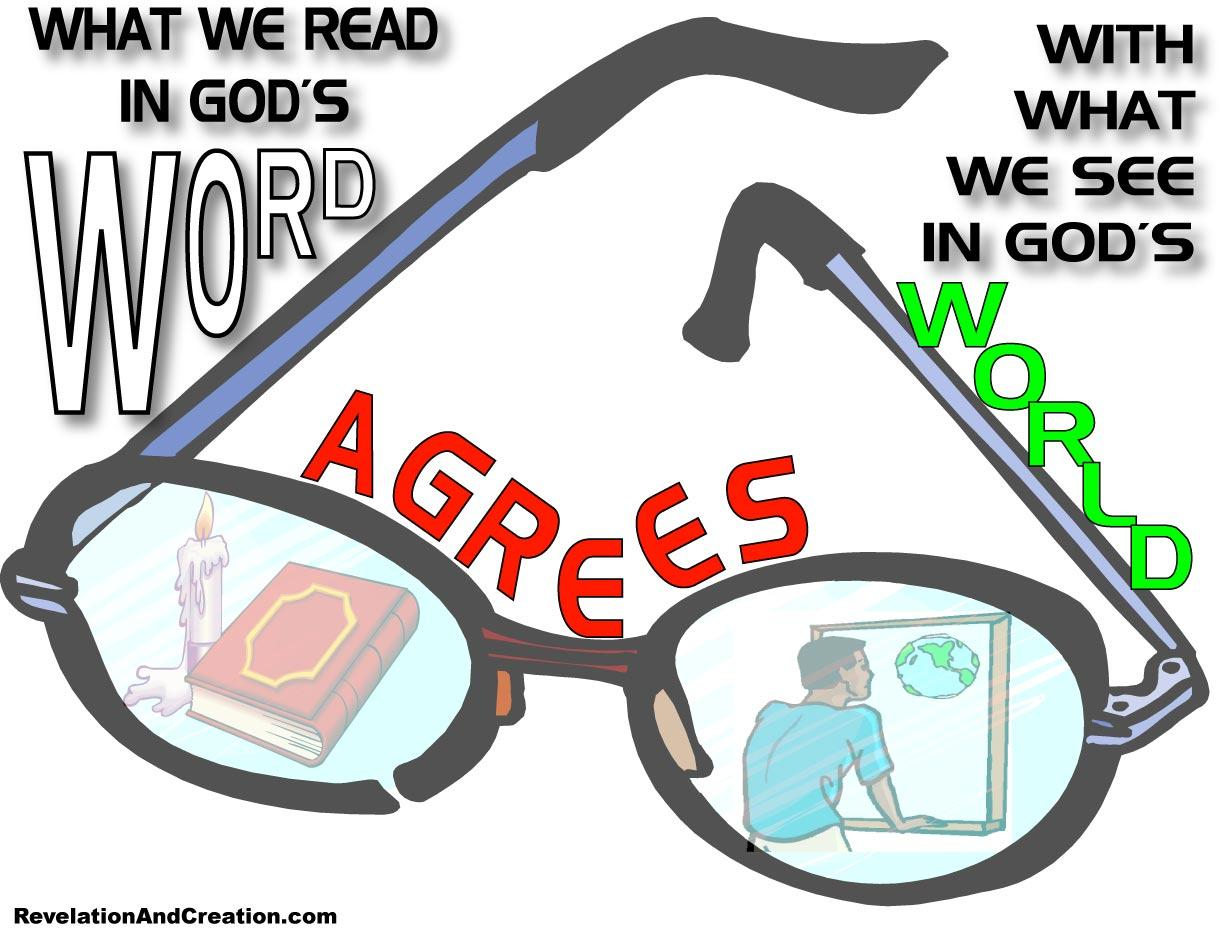 WHAT WE READ
IN GOD'S
WORD
AGREES
WITH
WHAT
WE SEE
IN GOD'S
WORLD
RevelationAndCreation.com